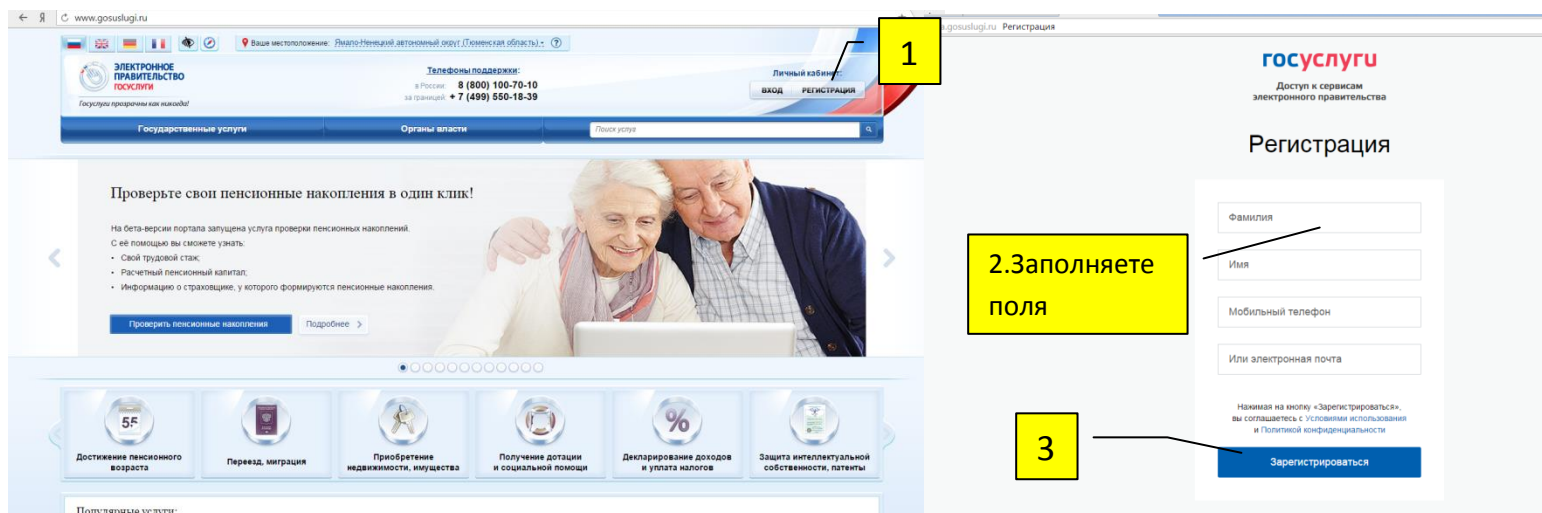 www.gosuslugi.ru
Ваше местоположение: Ямало-Ненецкий автономный округ (Тюменская область)
ЭЛЕКТРОННОЕ
ПРАВИТЕЛЬСТВО
ГОСУСЛУГИ
Госуслуги прозрачны как никогда!
Телефоны поддержки:
в России: 8 (800) 100-70-10
за границей: + 7 (499) 550-18-39
Личный кабинет:
ВХОД РЕГИСТРАЦИЯ
1
Государственные услуги
Органы власти
Поиск услуг
Проверьте свои пенсионные накопления в один клик!
На бета-версии портала запущена услуга проверки пенсионных накоплений.
С её помощью вы сможете узнать:
• Свой трудовой стаж;
• Расчетный пенсионный капитал;
• Информацию о страховщике, у которого формируются пенсионные накопления.
Проверить пенсионные накопления
Подробнее
55
Достижение пенсионного
возраста
Переезд, миграция
Приобретение
недвижимости, имущества
Получение дотации
и социальной помощи
%
Декларирование доходов
и уплата налогов
Защита интеллектуальной
собственности, патенты
Популярные услуги:
.gosuslugi.ru Регистрация
госуслуги
Доступ к сервисам
электронного правительства
Регистрация
Фамилия
2.Заполняете
поля
Имя
Мобильный телефон
Или электронная почта
Нажимая на кнопку «Зарегистрироваться»,
вы соглашаетесь с Условиями использования
и Политикой конфиденциальности
3
Зарегистрироваться